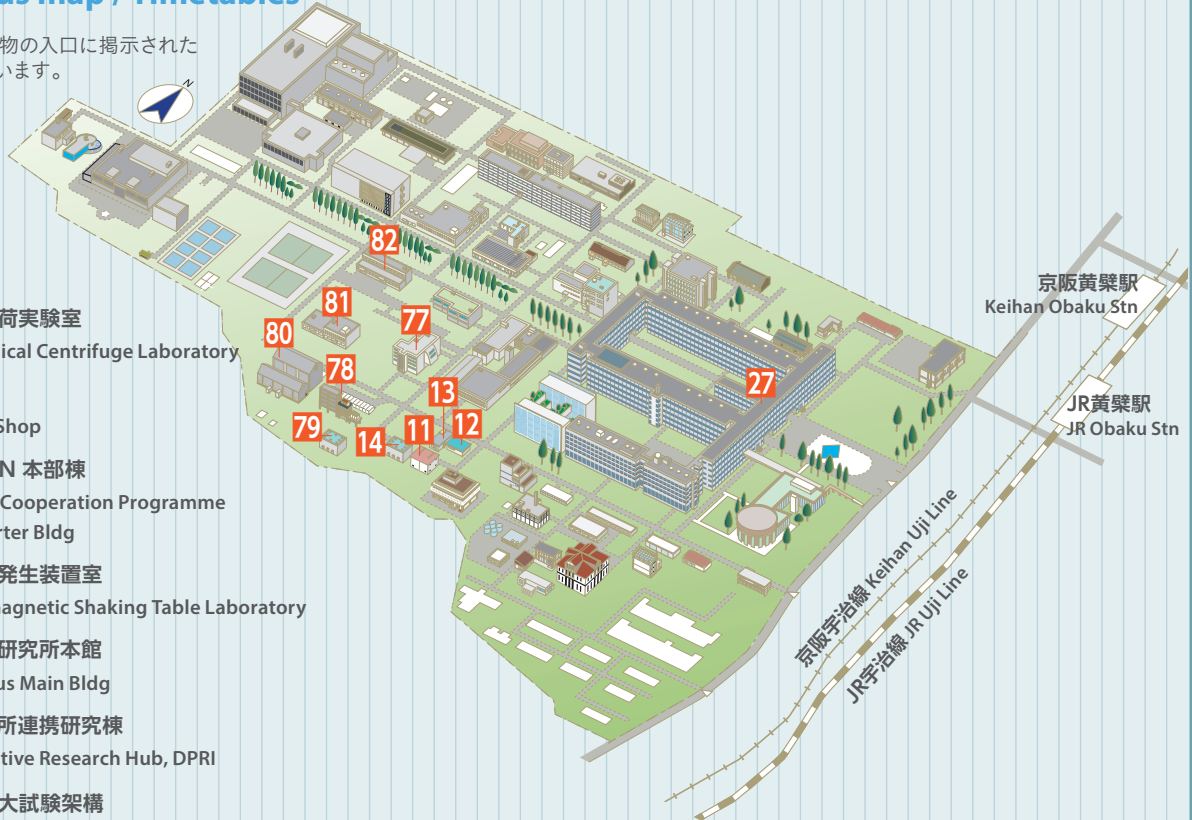 map / Timetables
物の入口に掲示された
います。
N
荷実験室
Centrifuge Laboratory
Shop
N 本部棟
Cooperation Programme
Bldg
発生装置室
Shaking Table Laboratory
研究所本館
Main Bldg
所連携研究棟
Research Hub, DPRI
大試験架構
82
81
80
77
78
79
13
14
11
12
27
京阪黄檗駅
Keihan Obaku Stn
JR黄檗駅
JR Obaku Stn
京阪宇治線 Keihan Uji Line
JR宇治線 JR Uji Line